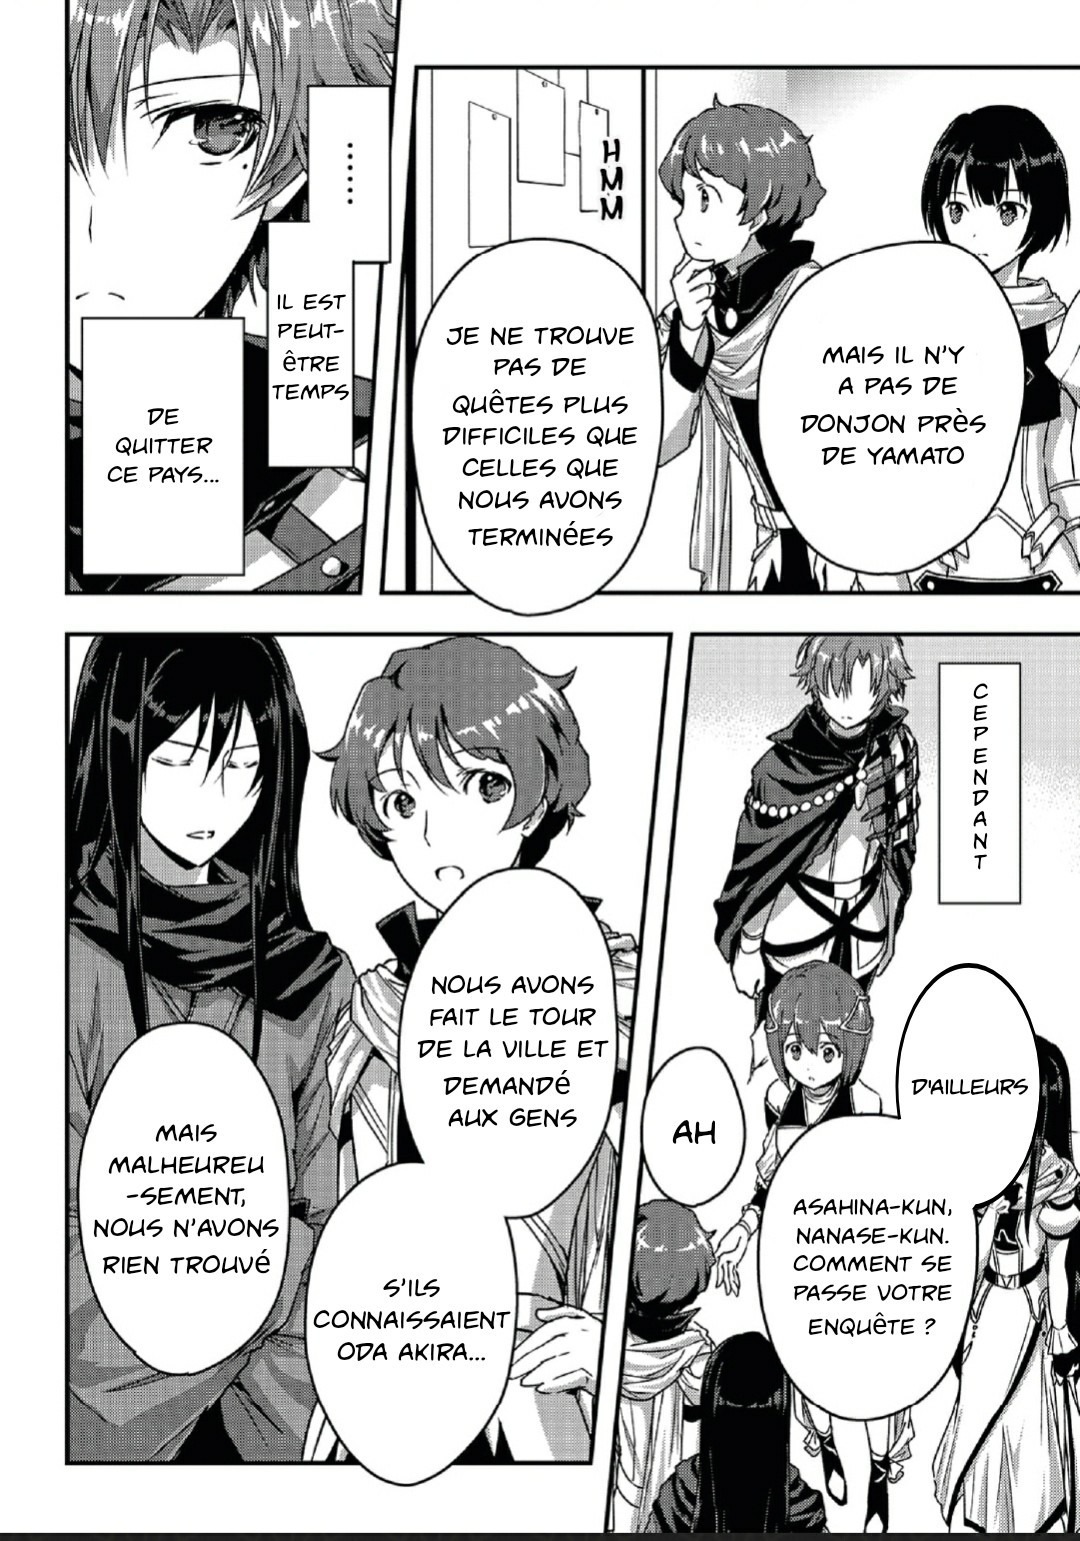 MAIS IL N'Y
A PAS DE
DONJON PRÈS
DE YAMATO
HMM
JE NE TROUVE
PAS DE
QUÊTES PLUS
DIFFICILES QUE
CELLES QUE
NOUS AVONS
TERMINÉES
......
IL EST
PEUT-
ÊTRE
TEMPS
DE
QUITTER
CE PAYS...
CEPENDANT
D'AILLEURS
ASAHINA-KUN,
NANASE-KUN.
COMMENT SE
PASSE VOTRE
ENQUÊTE ?
AH
NOUS AVONS
FAIT LE TOUR
DE LA VILLE ET
DEMANDÉ
AUX GENS
S'ILS
CONNAISSAIENT
ODA AKIRA...
MAIS
MALHEUREU
-SEMENT,
NOUS N'AVONS
RIEN TROUVÉ